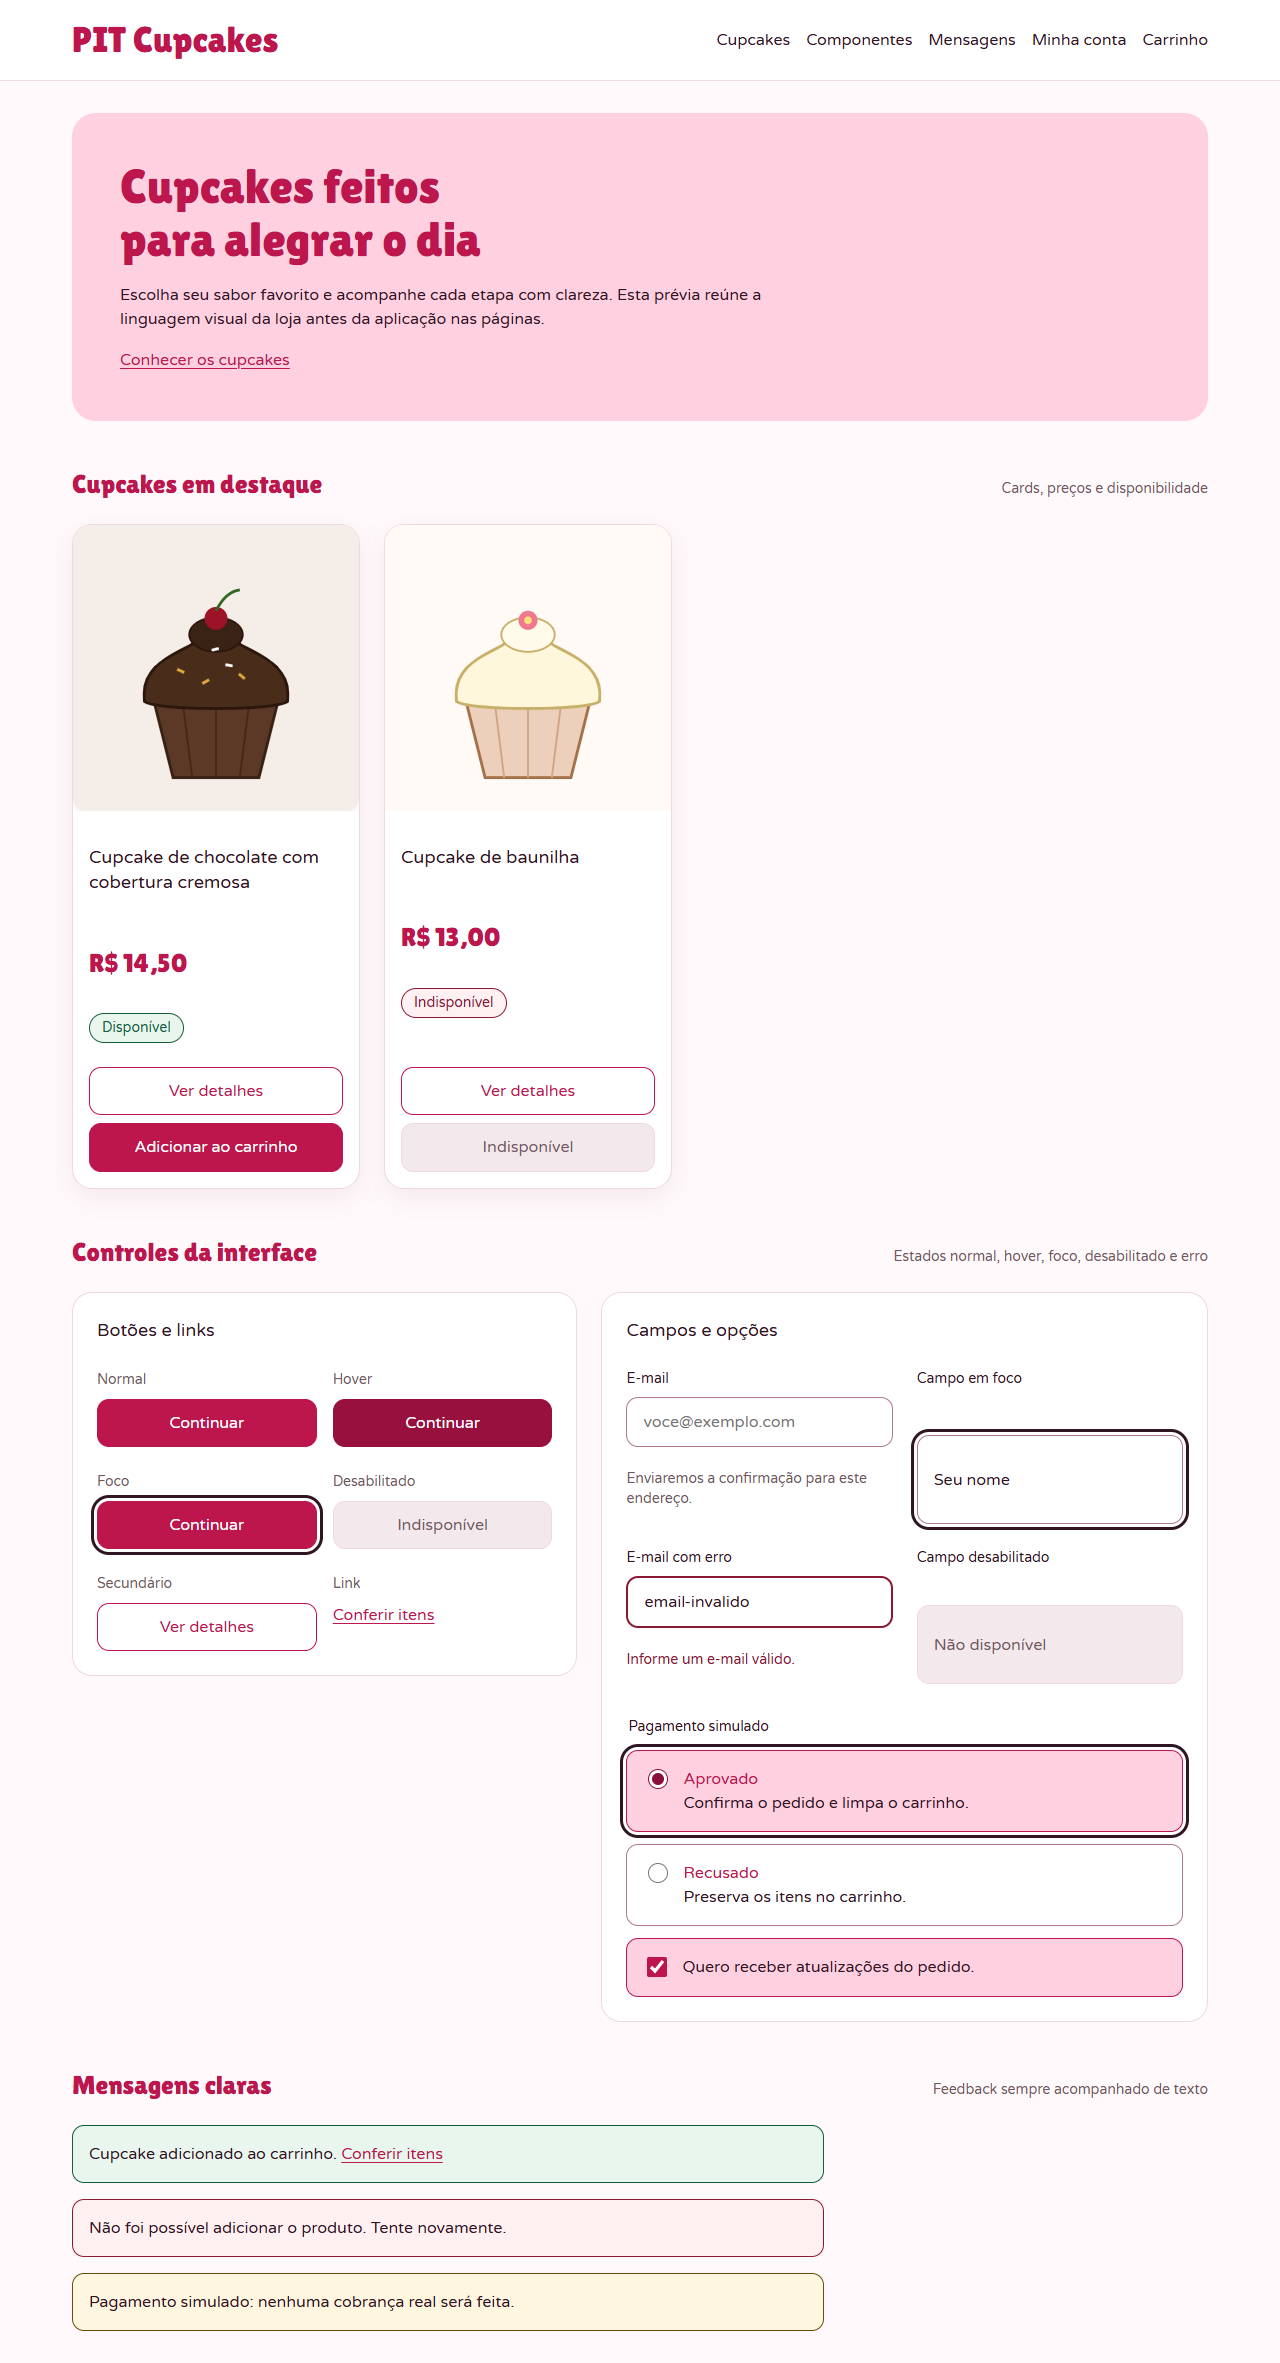 PIT Cupcakes
Cupcakes Componentes Mensagens Minha conta Carrinho
Cupcakes feitos
para alegrar o dia
Escolha seu sabor favorito e acompanhe cada etapa com clareza. Esta prévia reúne a
linguagem visual da loja antes da aplicação nas páginas.
Conhecer os cupcakes
Cupcakes em destaque
Cards, preços e disponibilidade
Cupcake de chocolate com
cobertura cremosa
R$ 14,50
Disponível
Ver detalhes
Adicionar ao carrinho
Cupcake de baunilha
R$ 13,00
Indisponível
Ver detalhes
Indisponível
Controles da interface
Estados normal, hover, foco, desabilitado e erro
Botões e links
Normal
Continuar
Hover
Continuar
Foco
Continuar
Desabilitado
Indisponível
Secundário
Ver detalhes
Link
Conferir itens
Campos e opções
E-mail
voce@exemplo.com
Enviaremos a confirmação para este
endereço.
Campo em foco
Seu nome
E-mail com erro
email-invalido
Informe um e-mail válido.
Campo desabilitado
Não disponível
Pagamento simulado
Aprovado
Confirma o pedido e limpa o carrinho.
Recusado
Preserva os itens no carrinho.
Quero receber atualizações do pedido.
Mensagens claras
Feedback sempre acompanhado de texto
Cupcake adicionado ao carrinho. Conferir itens
Não foi possível adicionar o produto. Tente novamente.
Pagamento simulado: nenhuma cobrança real será feita.